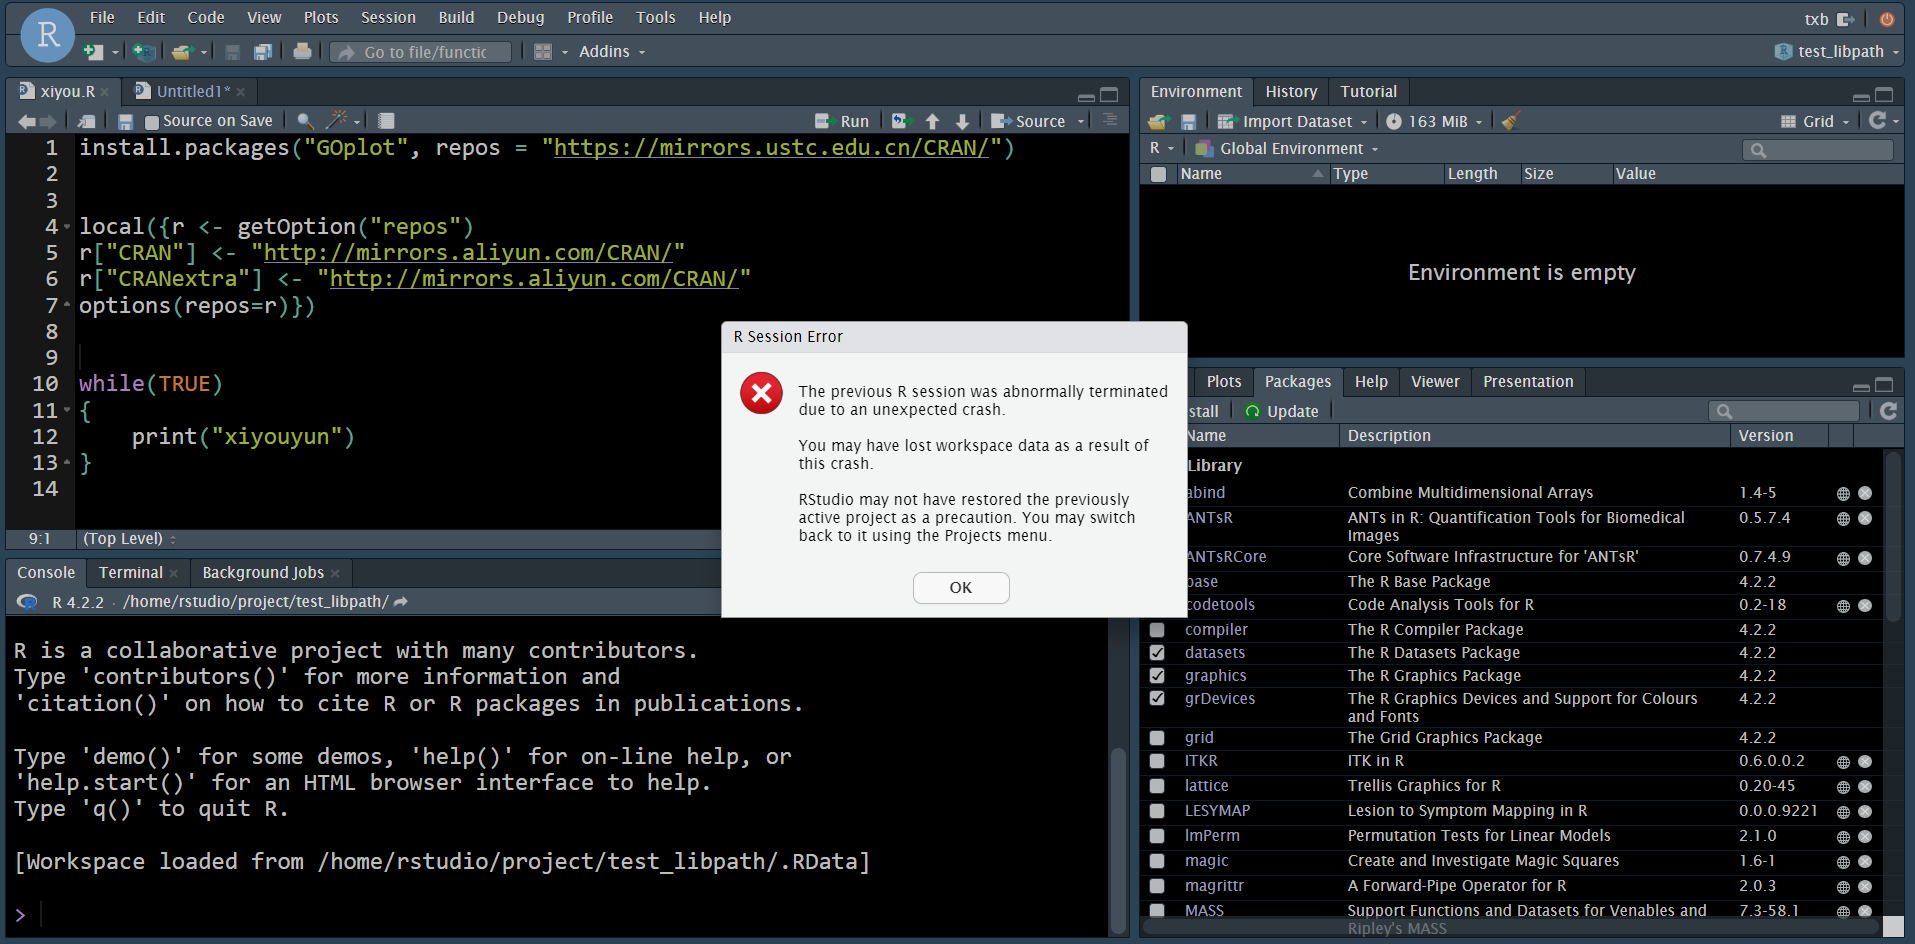 File Edit Code View Plots Session Build Debug Profile Tools Help
txb
R
Go to file/functic
Addins
test_libpath
xiyou.R
Untitled1*
Source on Save
Run
Source
1 install.packages("GOplot", repos = "https://mirrors.ustc.edu.cn/CRAN/")
2
3
4 local({r <- getOption("repos")
5 r["CRAN"] <- "http://mirrors.aliyun.com/CRAN/"
6 r["CRANextra"] <- "http://mirrors.aliyun.com/CRAN/"
7 options(repos=r)})
8
9
10 while(TRUE)
11 {
12 print("xiyouyun")
13 }
14
9:1 (Top Level)
Console Terminal Background Jobs
R 4.2.2 · /home/rstudio/project/test_libpath/
R is a collaborative project with many contributors.
Type 'contributors()' for more information and
'citation()' on how to cite R or R packages in publications.
Type 'demo()' for some demos, 'help()' for on-line help, or
'help.start()' for an HTML browser interface to help.
Type 'q()' to quit R.
[Workspace loaded from /home/rstudio/project/test_libpath/.RData]
>
R Session Error
The previous R session was abnormally terminated
due to an unexpected crash.
You may have lost workspace data as a result of
this crash.
RStudio may not have restored the previously
active project as a precaution. You may switch
back to it using the Projects menu.
OK
Environment History Tutorial
Import Dataset 163 MiB Grid
R Global Environment
Name Type Length Size Value
Environment is empty
Plots Packages Help Viewer Presentation
stall Update
Name Description Version
Library
abind Combine Multidimensional Arrays 1.4-5
ANTsR ANTs in R: Quantification Tools for Biomedical 0.5.7.4
Images
ANTsRCore Core Software Infrastructure for 'ANTsR' 0.7.4.9
base The R Base Package 4.2.2
codetools Code Analysis Tools for R 0.2-18
compiler The R Compiler Package 4.2.2
datasets The R Datasets Package 4.2.2
graphics The R Graphics Package 4.2.2
grDevices The R Graphics Devices and Support for Colours 4.2.2
and Fonts
grid The Grid Graphics Package 4.2.2
ITKR ITK in R 0.6.0.0.2
lattice Trellis Graphics for R 0.20-45
LESYMAP Lesion to Symptom Mapping in R 0.0.0.9221
lmPerm Permutation Tests for Linear Models 2.1.0
magic Create and Investigate Magic Squares 1.6-1
magrittr A Forward-Pipe Operator for R 2.0.3
MASS Support Functions and Datasets for Venables and 7.3-58.1
Ripley's MASS